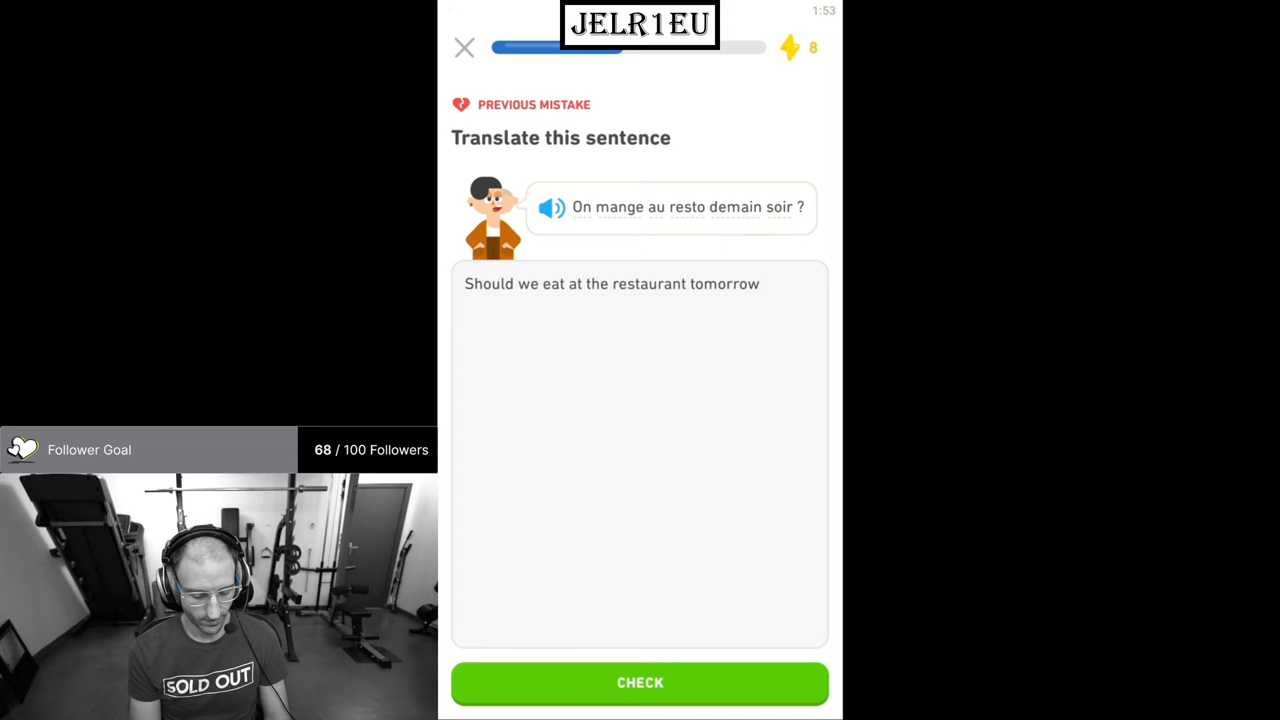 JELR1EU
1:53
8
PREVIOUS MISTAKE
Translate this sentence
On mange au resto demain soir ?
Should we eat at the restaurant tomorrow
Follower Goal
68 / 100 Followers
SOLD OUT
CHECK